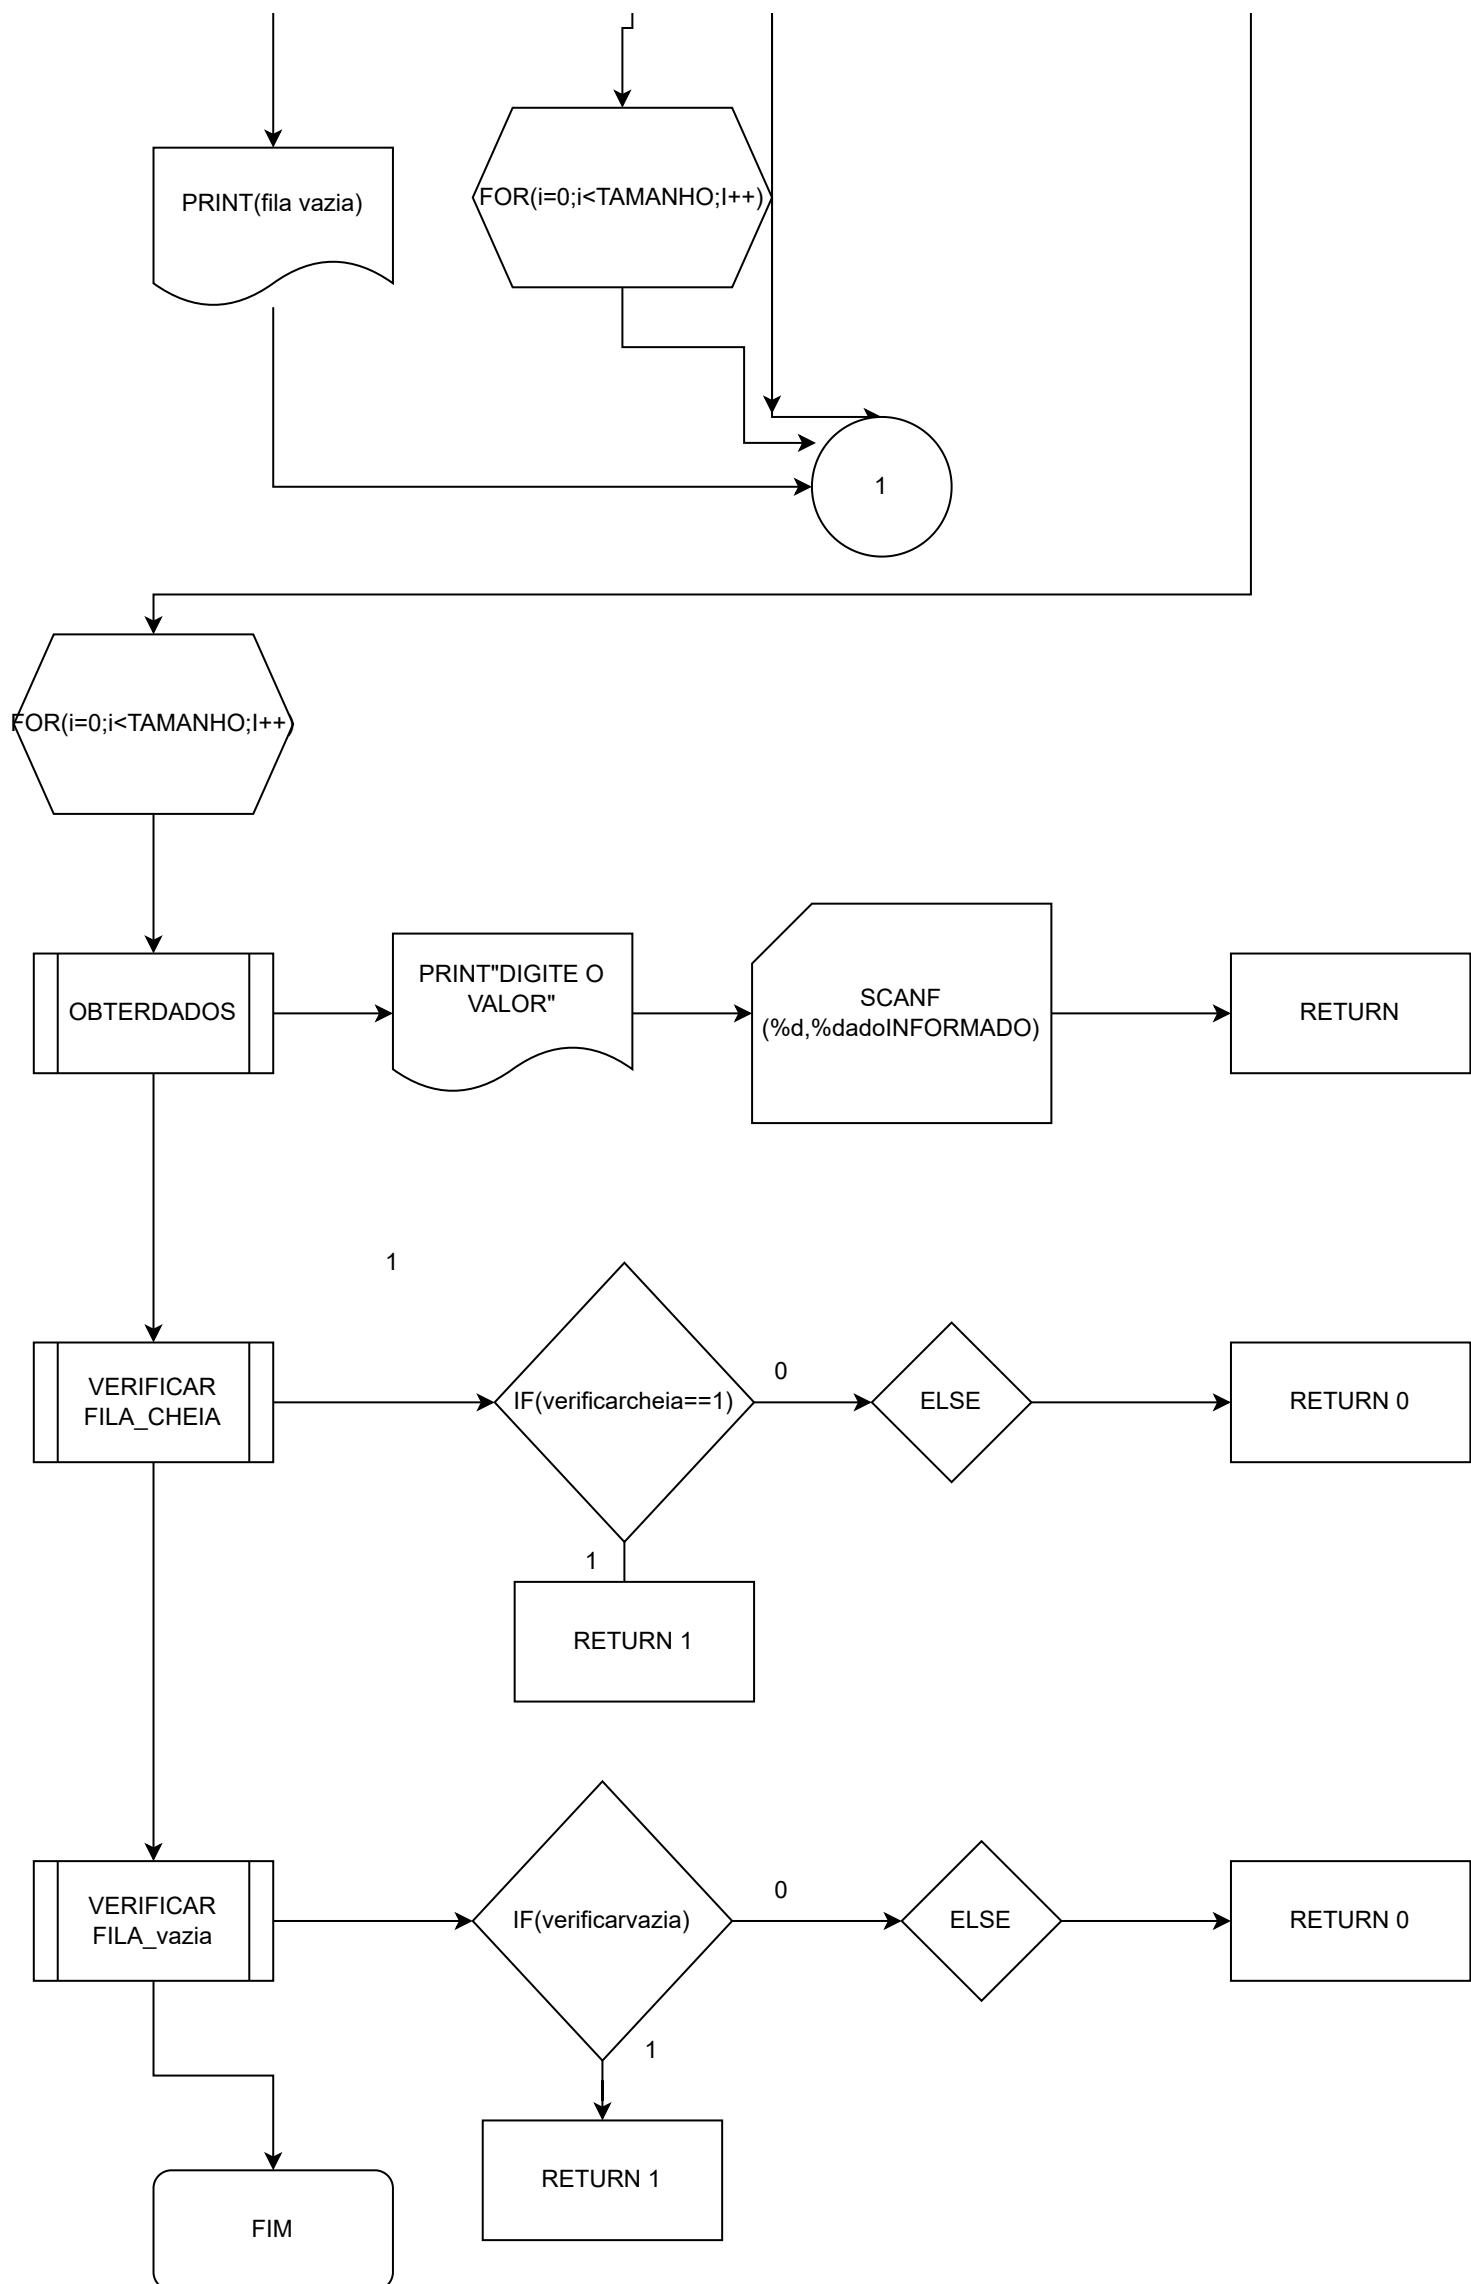 PRINT(fila vazia)
FOR(i=0;i<TAMANHO;I++)
1
FOR(i=0;i<TAMANHO;I++)
OBTERDADOS
PRINT"DIGITE O
VALOR"
SCANF
(%d,%dadoINFORMADO)
RETURN
1
VERIFICAR
FILA_CHEIA
IF(verificarcheia==1)
0
ELSE
RETURN 0
1
RETURN 1
VERIFICAR
FILA_vazia
IF(verificarvazia)
0
ELSE
RETURN 0
1
RETURN 1
FIM